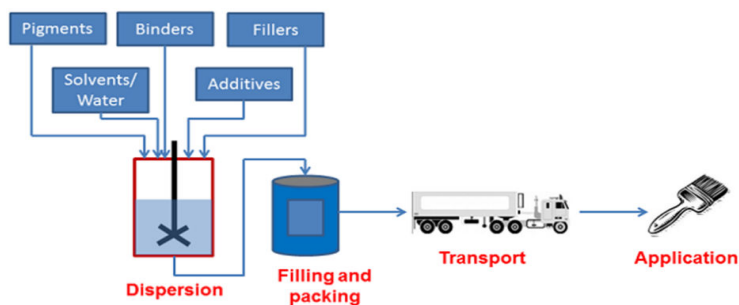 Pigments
Binders
Fillers
Solvents/
Water
Additives
Dispersion
Filling and
packing
Transport
Application